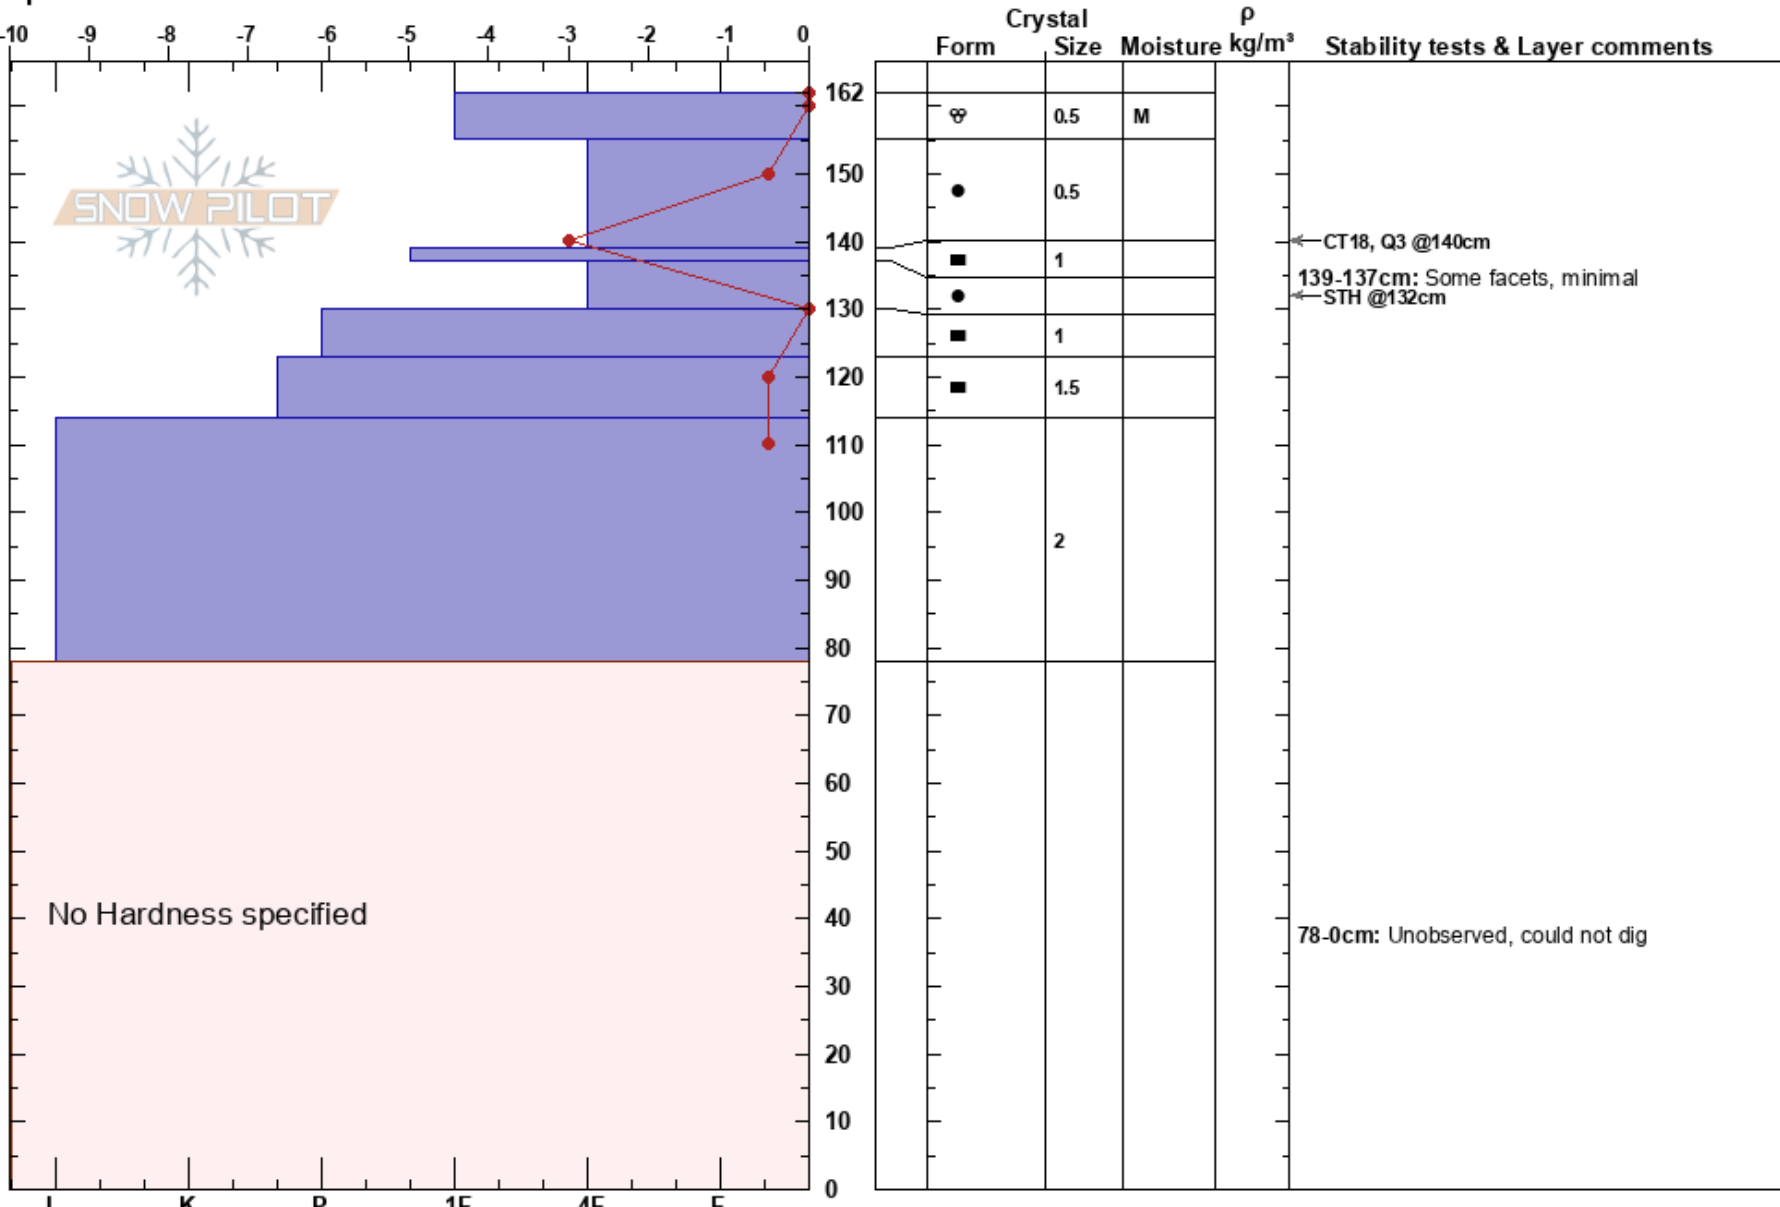 Crystal ρ
-10 -9 -8 -7 -6 -5 -4 -3 -2 -1 0 Form Size Moisture kg/m³ Stability tests & Layer comments
162
0.5 M
SNOW PILOT
150
0.5
140
CT18, Q3 @140cm
1
139-137cm: Some facets, minimal
STH @132cm
130
1
120
1.5
110
100
2
90
80
70
60
50
No Hardness specified
40
78-0cm: Unobserved, could not dig
30
20
10
0
I K P 1F 4F F